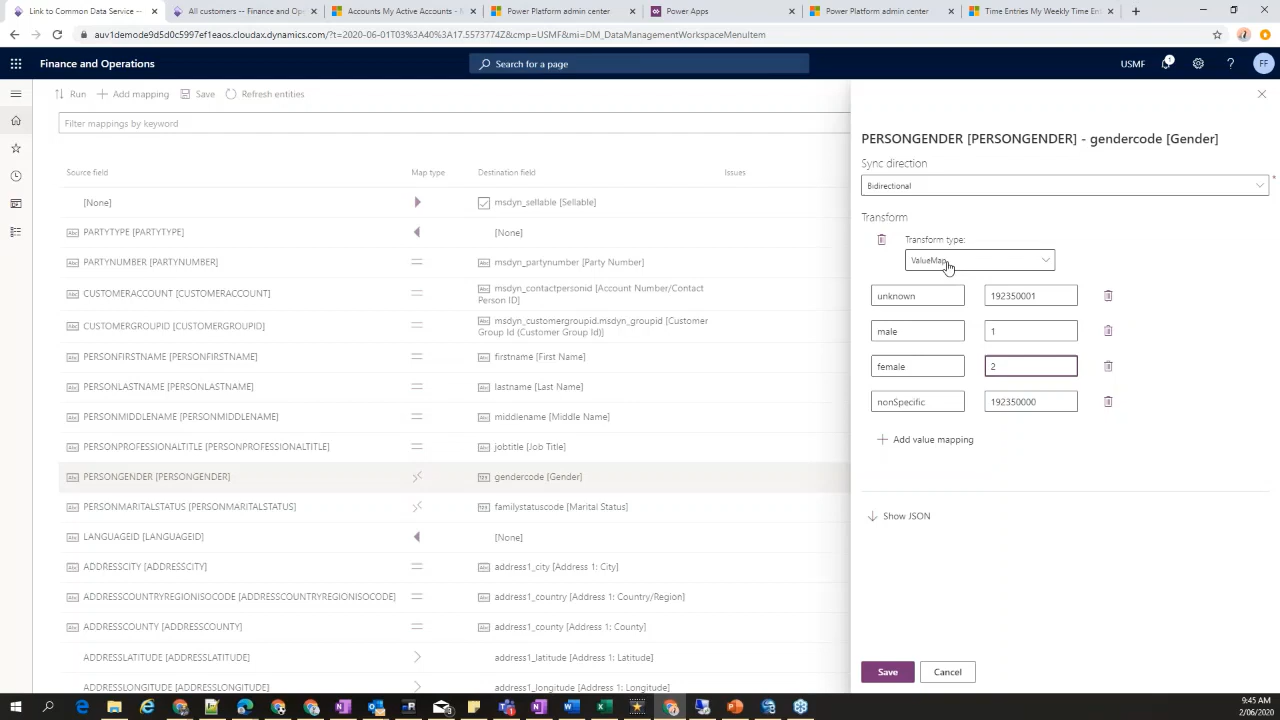 Link to Common Data Service --
All customers -- Finance and Ope
Accounts My Active Accounts - M
Power Platform admin center
Power Apps
Power Platform admin center
Time Entries My Weekly Time Ent
auv1demode9d5d0c5997ef1eaos.cloudax.dynamics.com/?t=2020-06-01T03%3A40%3A17.5577374Z&cmp=USMF&mi=DM_DataManagementWorkspaceMenuItem
Finance and Operations
Search for a page
USMF
1
?
FF
Run
Add mapping
Save
Refresh entities
Filter mappings by keyword
Source field
Map type
Destination field
Issues
[None]
msdyn_sellable [Sellable]
PARTYTYPE [PARTYTYPE]
[None]
PARTYNUMBER [PARTYNUMBER]
msdyn_partynumber [Party Number]
CUSTOMERACCOUNT [CUSTOMERACCOUNT]
msdyn_contactpersonid [Account Number/Contact
Person ID]
CUSTOMERGROUPID [CUSTOMERGROUPID]
msdyn_customergroupid.msdyn_groupid [Customer
Group Id (Customer Group Id)]
PERSONFIRSTNAME [PERSONFIRSTNAME]
firstname [First Name]
PERSONLASTNAME [PERSONLASTNAME]
lastname [Last Name]
PERSONMIDDLENAME [PERSONMIDDLENAME]
middlename [Middle Name]
PERSONPROFESSIONALTITLE [PERSONPROFESSIONALTITLE]
jobtitle [Job Title]
PERSONGENDER [PERSONGENDER]
gendercode [Gender]
PERSONMARITALSTATUS [PERSONMARITALSTATUS]
familystatuscode [Marital Status]
LANGUAGEID [LANGUAGEID]
[None]
ADDRESSCITY [ADDRESSCITY]
address1_city [Address 1: City]
ADDRESSCOUNTRYREGIONISOCODE [ADDRESSCOUNTRYREGIONISOCODE]
address1_country [Address 1: Country/Region]
ADDRESSCOUNTY [ADDRESSCOUNTY]
address1_county [Address 1: County]
ADDRESSLATITUDE [ADDRESSLATITUDE]
address1_latitude [Address 1: Latitude]
ADDRESSLONGITUDE [ADDRESSLONGITUDE]
address1_longitude [Address 1: Longitude]
PERSONGENDER [PERSONGENDER] - gendercode [Gender]
Sync direction
Bidirectional
*
Transform
Transform type:
ValueMap
unknown
192350001
male
1
female
2
nonSpecific
192350000
Add value mapping
Show JSON
Save
Cancel
9:45 AM
2/06/2020